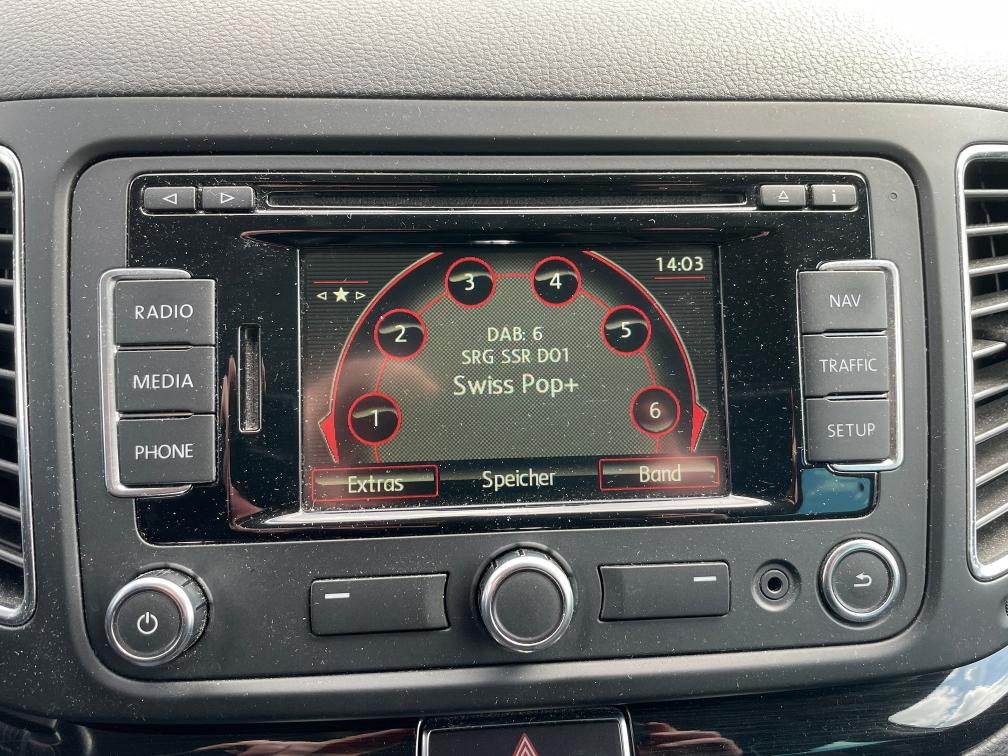 i
RADIO
MEDIA
PHONE
14:03
3 4
2 5
DAB: 6
SRG SSR D01
Swiss Pop+
1 6
Extras Speicher Band
NAV
TRAFFIC
SETUP